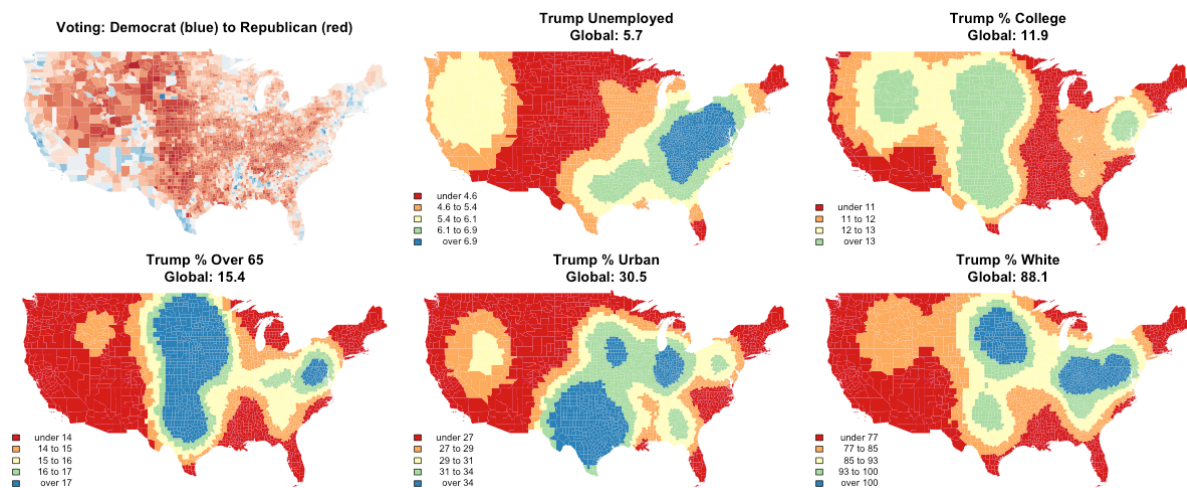 Voting: Democrat (blue) to Republican (red)
Trump Unemployed
Global: 5.7
under 4.6
4.6 to 5.4
5.4 to 6.1
6.1 to 6.9
over 6.9
Trump % College
Global: 11.9
under 11
11 to 12
12 to 13
over 13
Trump % Over 65
Global: 15.4
under 14
14 to 15
15 to 16
16 to 17
over 17
Trump % Urban
Global: 30.5
under 27
27 to 29
29 to 31
31 to 34
over 34
Trump % White
Global: 88.1
under 77
77 to 85
85 to 93
93 to 100
over 100